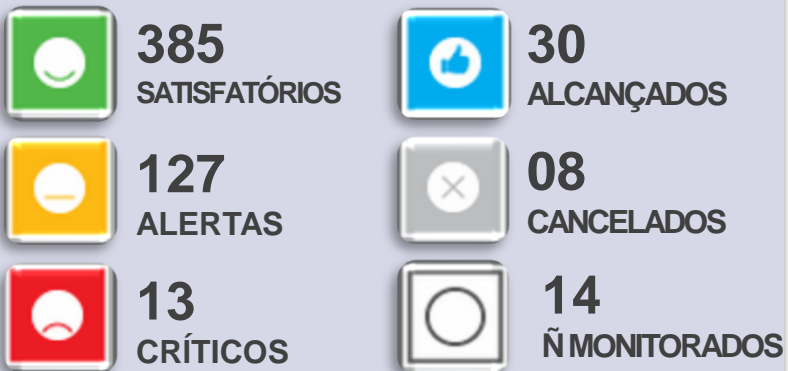 385
SATISFATÓRIOS
30
ALCANÇADOS
127
ALERTAS
08
CANCELADOS
13
CRÍTICOS
14
Ñ MONITORADOS